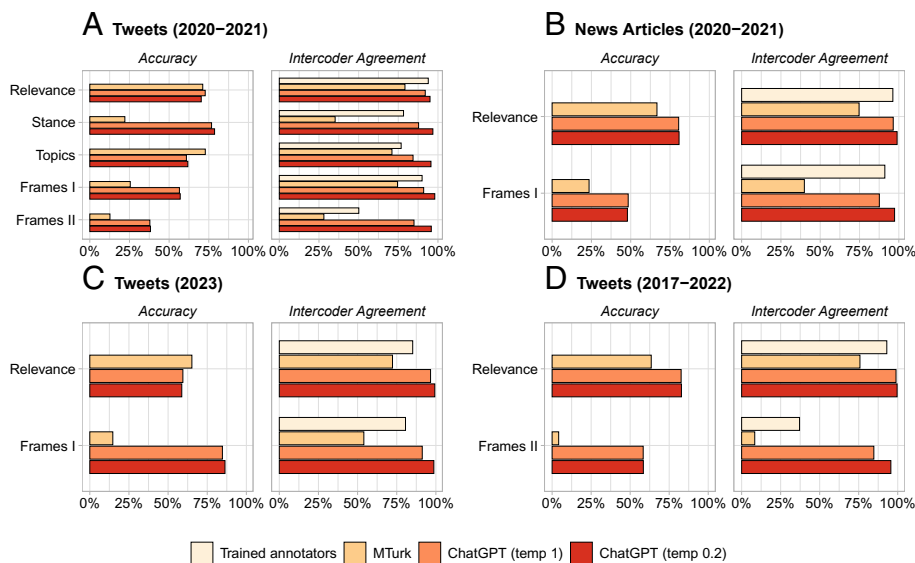 A Tweets (2020−2021)
Accuracy
Intercoder Agreement
Relevance
Stance
Topics
Frames I
Frames II
0% 25% 50% 75% 100%
0% 25% 50% 75% 100%
B News Articles (2020−2021)
Accuracy
Intercoder Agreement
Relevance
Frames I
0% 25% 50% 75% 100%
0% 25% 50% 75% 100%
C Tweets (2023)
Accuracy
Intercoder Agreement
Relevance
Frames I
0% 25% 50% 75% 100%
0% 25% 50% 75% 100%
D Tweets (2017−2022)
Accuracy
Intercoder Agreement
Relevance
Frames II
0% 25% 50% 75% 100%
0% 25% 50% 75% 100%
Trained annotators MTurk ChatGPT (temp 1) ChatGPT (temp 0.2)